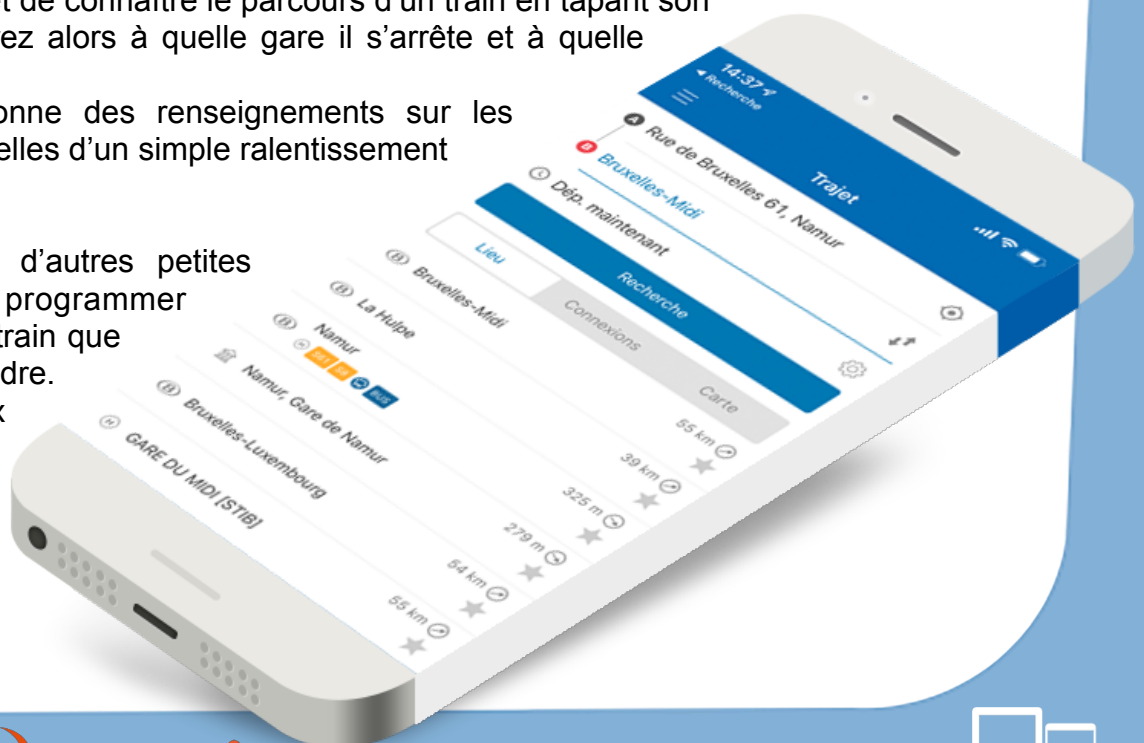 et de connaître le parcours d'un train en tapant son
rez alors à quelle gare il s'arrête et à quelle
onne des renseignements sur les
elles d'un simple ralentissement
d'autres petites
programmer
train que
dre.
x
14:37
Recherche
Trajet
A Rue de Bruxelles 61, Namur
B Bruxelles-Midi
Dép. maintenant
Recherche
Lieu Connexions Carte
B Bruxelles-Midi 55 km
B La Hulpe 39 km
B Namur 325 m
H BUS
Namur, Gare de Namur 279 m
B Bruxelles-Luxembourg 54 km
H GARE DU MIDI [STIB] 55 km